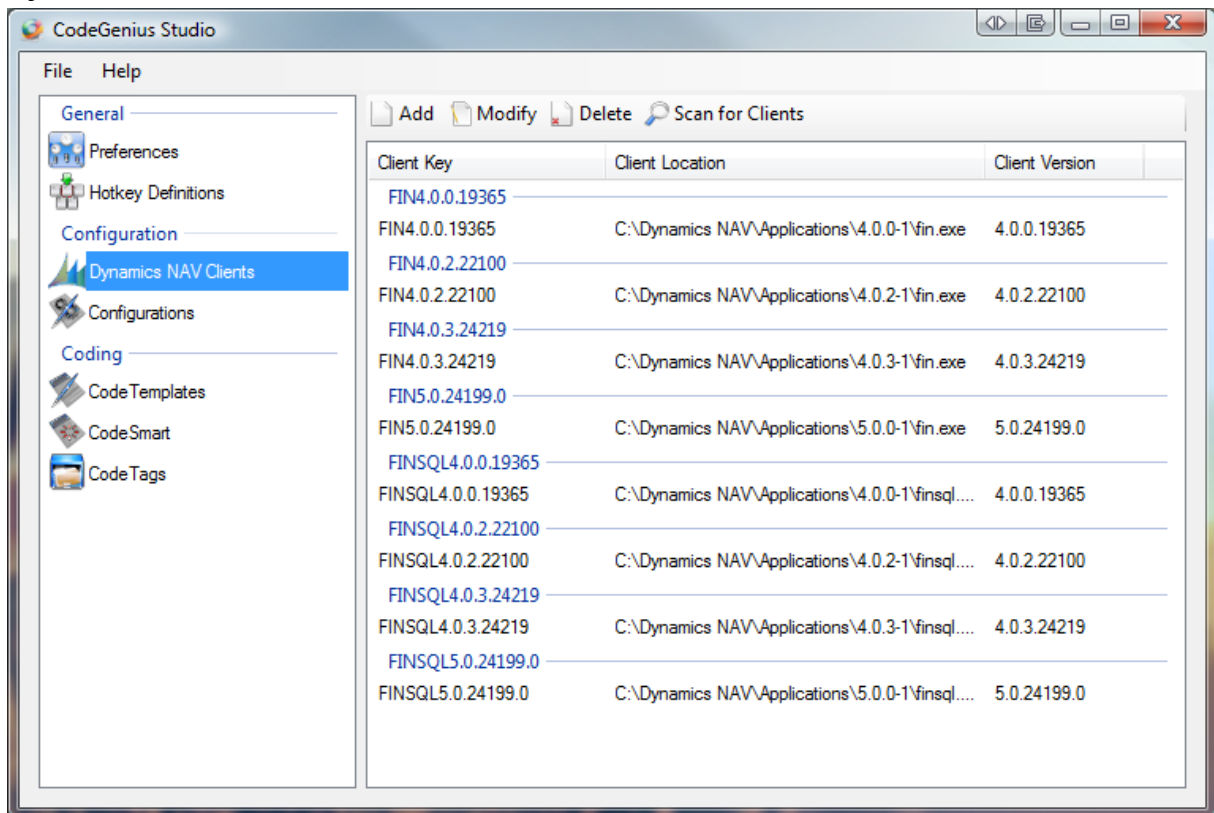 CodeGenius Studio
File Help
General
Preferences
Hotkey Definitions
Configuration
Dynamics NAV Clients
Configurations
Coding
CodeTemplates
CodeSmart
CodeTags
Add Modify Delete Scan for Clients
Client Key Client Location Client Version
FIN4.0.0.19365
FIN4.0.0.19365 C:\Dynamics NAV\Applications\4.0.0-1\fin.exe 4.0.0.19365
FIN4.0.2.22100
FIN4.0.2.22100 C:\Dynamics NAV\Applications\4.0.2-1\fin.exe 4.0.2.22100
FIN4.0.3.24219
FIN4.0.3.24219 C:\Dynamics NAV\Applications\4.0.3-1\fin.exe 4.0.3.24219
FIN5.0.24199.0
FIN5.0.24199.0 C:\Dynamics NAV\Applications\5.0.0-1\fin.exe 5.0.24199.0
FINSQL4.0.0.19365
FINSQL4.0.0.19365 C:\Dynamics NAV\Applications\4.0.0-1\finsql.... 4.0.0.19365
FINSQL4.0.2.22100
FINSQL4.0.2.22100 C:\Dynamics NAV\Applications\4.0.2-1\finsql.... 4.0.2.22100
FINSQL4.0.3.24219
FINSQL4.0.3.24219 C:\Dynamics NAV\Applications\4.0.3-1\finsql.... 4.0.3.24219
FINSQL5.0.24199.0
FINSQL5.0.24199.0 C:\Dynamics NAV\Applications\5.0.0-1\finsql.... 5.0.24199.0